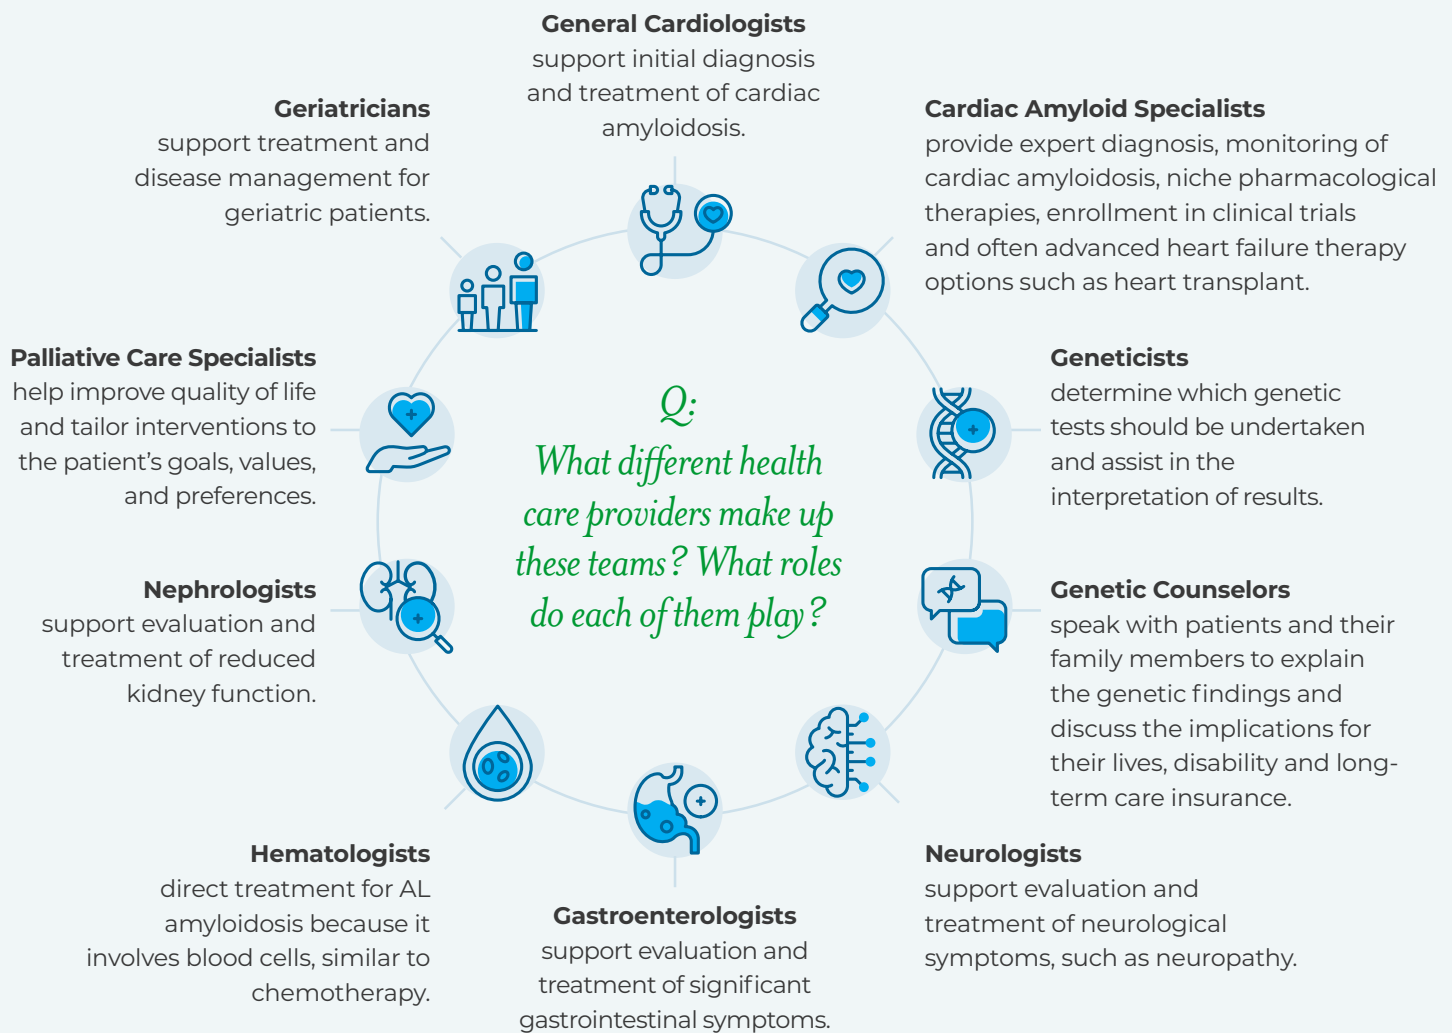 General Cardiologists
support initial diagnosis
and treatment of cardiac
amyloidosis.
Cardiac Amyloid Specialists
provide expert diagnosis, monitoring of
cardiac amyloidosis, niche pharmacological
therapies, enrollment in clinical trials
and often advanced heart failure therapy
options such as heart transplant.
Geneticists
determine which genetic
tests should be undertaken
and assist in the
interpretation of results.
Genetic Counselors
speak with patients and their
family members to explain
the genetic findings and
discuss the implications for
their lives, disability and long-
term care insurance.
Neurologists
support evaluation and
treatment of neurological
symptoms, such as neuropathy.
Gastroenterologists
support evaluation and
treatment of significant
gastrointestinal symptoms.
Hematologists
direct treatment for AL
amyloidosis because it
involves blood cells, similar to
chemotherapy.
Nephrologists
support evaluation and
treatment of reduced
kidney function.
Palliative Care Specialists
help improve quality of life
and tailor interventions to
the patient's goals, values,
and preferences.
Geriatricians
support treatment and
disease management for
geriatric patients.
Q:
What different health
care providers make up
these teams? What roles
do each of them play?